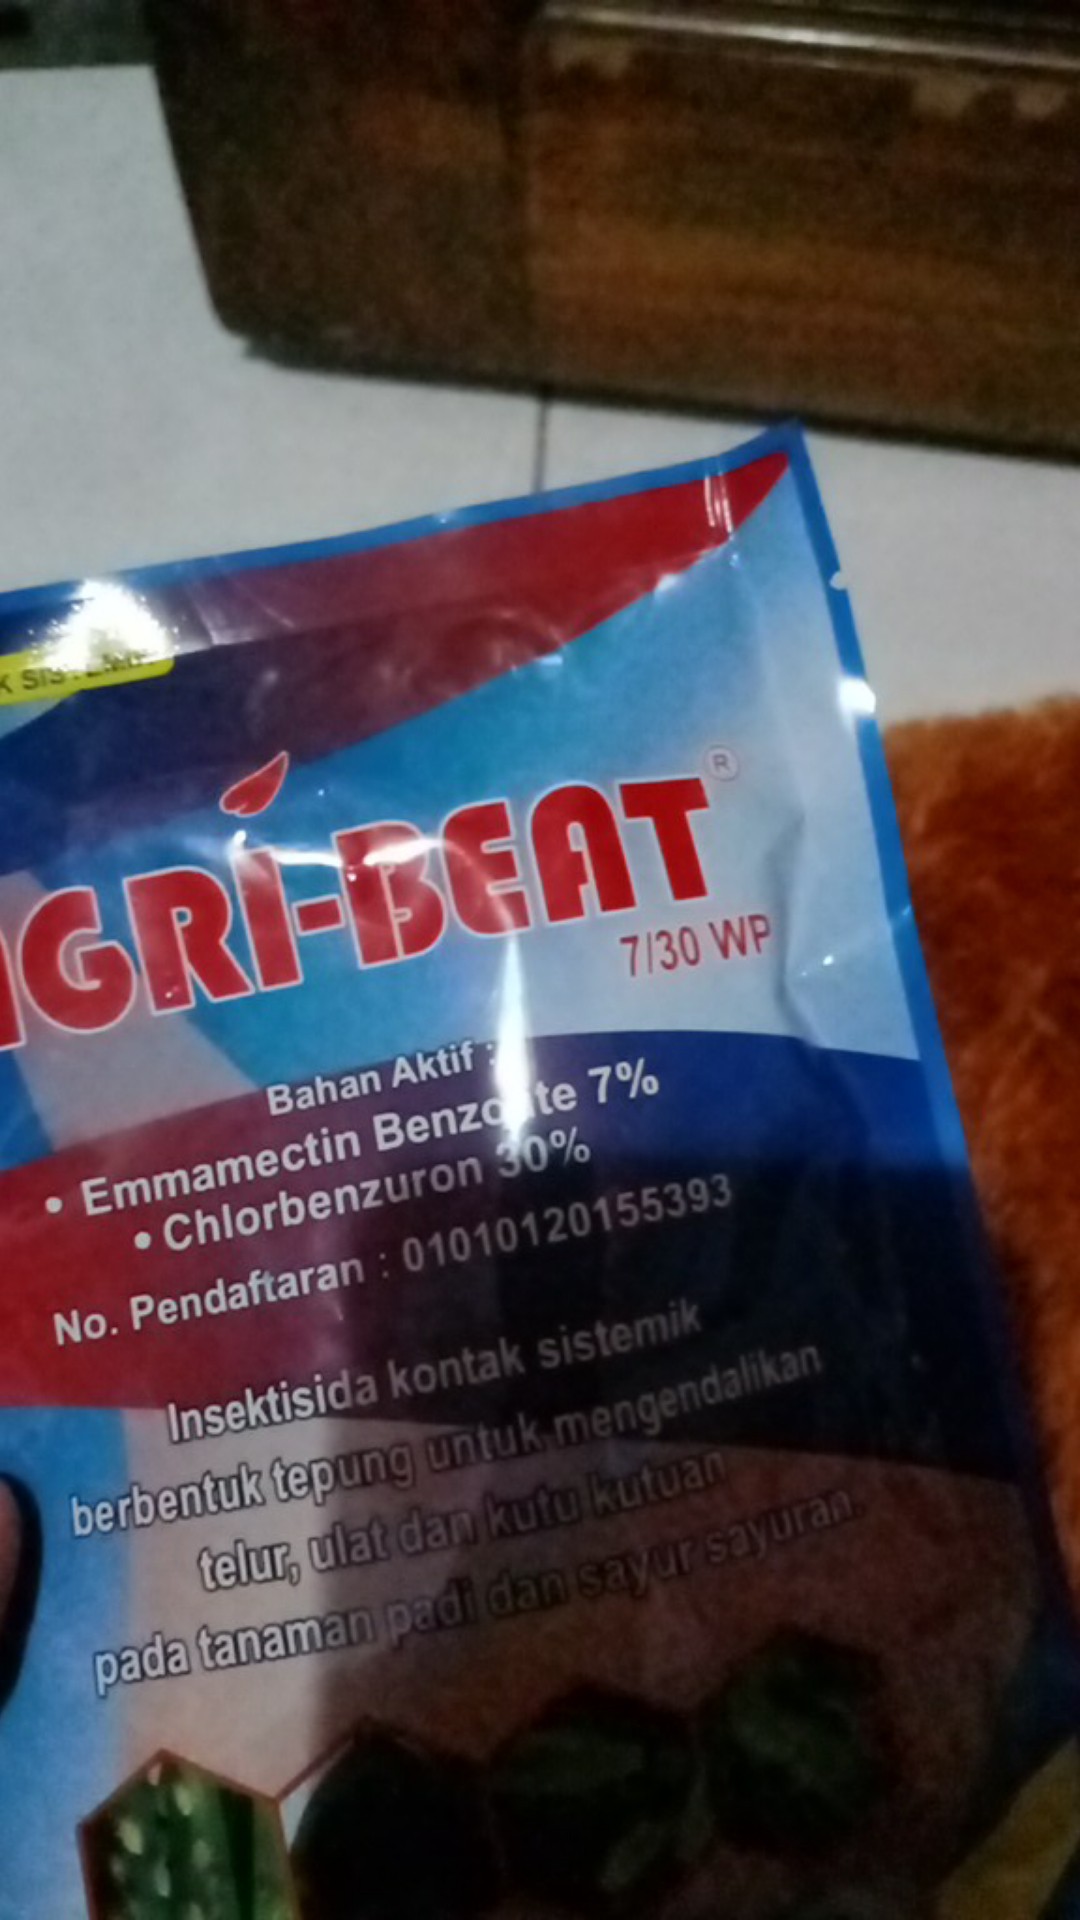 GRI-BEAT ®
7/30 WP
Bahan Aktif :
• Emmamectin Benzoate 7%
• Chlorbenzuron 30%
No. Pendaftaran : 01010120155393
Insektisida kontak sistemik
berbentuk tepung untuk mengendalikan
telur, ulat dan kutu kutuan
pada tanaman padi dan sayur sayuran.